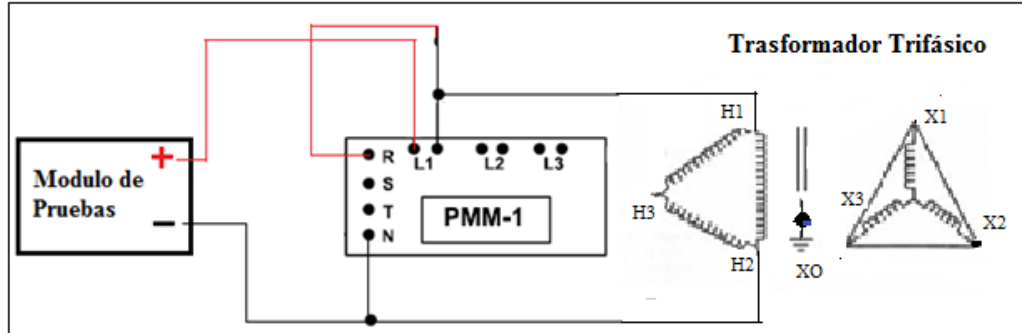 Trasformador Trifásico
Modulo de
Pruebas
+
−
R
S
T
N
L1
L2
L3
PMM-1
H1
H3
H2
XO
X1
X3
X2